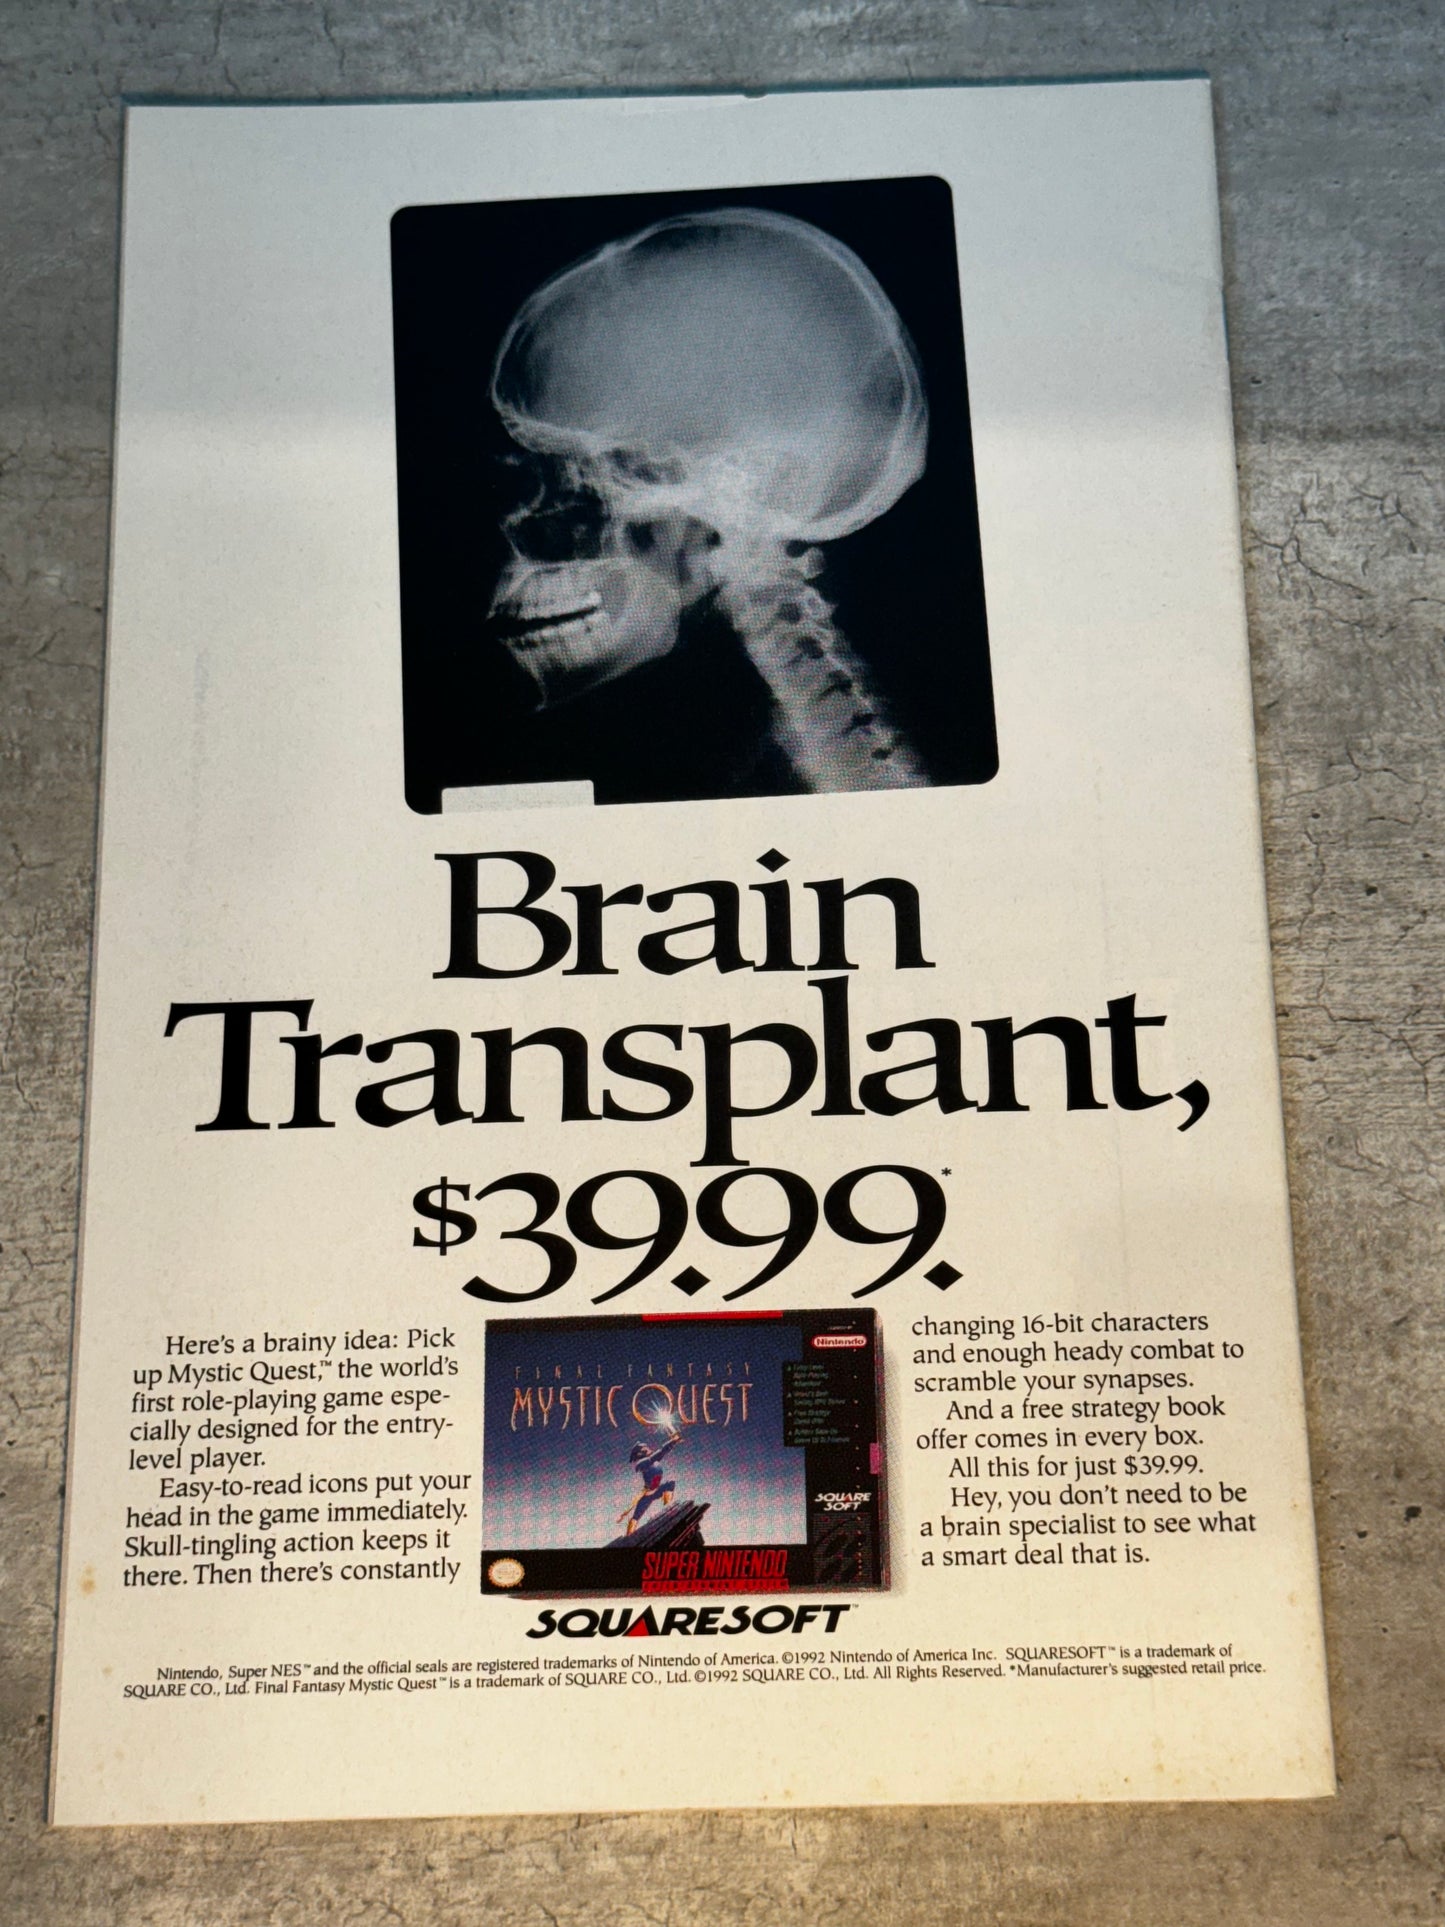 Brain
Transplant,
$39.99.*
Here's a brainy idea: Pick
up Mystic Quest,™ the world's
first role-playing game espe-
cially designed for the entry-
level player.
Easy-to-read icons put your
head in the game immediately.
Skull-tingling action keeps it
there. Then there's constantly
FINAL FANTASY
MYSTIC QUEST
Nintendo
SQUARE
SOFT
SUPER NINTENDO
changing 16-bit characters
and enough heady combat to
scramble your synapses.
And a free strategy book
offer comes in every box.
All this for just $39.99.
Hey, you don't need to be
a brain specialist to see what
a smart deal that is.
SQUARESOFT™
Nintendo, Super NES™ and the official seals are registered trademarks of Nintendo of America. ©1992 Nintendo of America Inc. SQUARESOFT™ is a trademark of
SQUARE CO., Ltd. Final Fantasy Mystic Quest™ is a trademark of SQUARE CO., Ltd. ©1992 SQUARE CO., Ltd. All Rights Reserved. *Manufacturer's suggested retail price.